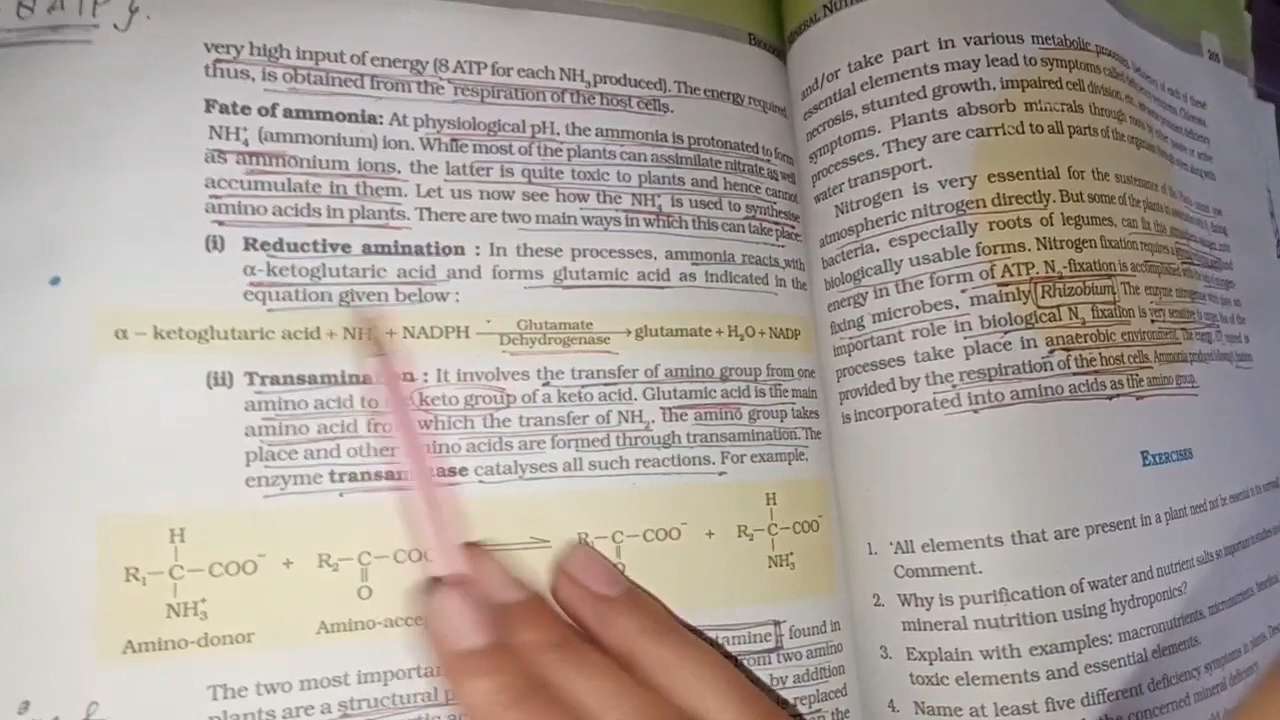 8 ATP y.
BIOLOGY
very high input of energy (8 ATP for each NH3 produced). The energy required,
thus, is obtained from the respiration of the host cells.
Fate of ammonia: At physiological pH, the ammonia is protonated to form
NH4+ (ammonium) ion. While most of the plants can assimilate nitrate as well
as ammonium ions, the latter is quite toxic to plants and hence cannot
accumulate in them. Let us now see how the NH4+ is used to synthesise
amino acids in plants. There are two main ways in which this can take place:
(i) Reductive amination : In these processes, ammonia reacts with
α-ketoglutaric acid and forms glutamic acid as indicated in the
equation given below :
α – ketoglutaric acid + NH + NADPH Glutamate Dehydrogenase → glutamate + H2O + NADP
(ii) Transamina n : It involves the transfer of amino group from one
amino acid to keto group of a keto acid. Glutamic acid is the main
amino acid fro which the transfer of NH2. The amino group takes
place and other ino acids are formed through transamination. The
enzyme transa ase catalyses all such reactions. For example,
H
R1–C–COO− + R2–C–COO ⇌ R1–C–COO− + R2–C–COO−
NH3+ O NH3+
Amino-donor Amino-acce
amine - found in
The two most importa rom two amino
plants are a structural p by addition
replaced
the
MINERAL NUT
205
and/or take part in various metabolic
essential elements may lead to symptoms called
necrosis, stunted growth, impaired cell division, etc.
symptoms. Plants absorb minerals through
processes. They are carried to all parts of the organism
water transport.
Nitrogen is very essential for the sustenance of
atmospheric nitrogen directly. But some of the plants
bacteria, especially roots of legumes, can fix this
biologically usable forms. Nitrogen fixation requires a
energy in the form of ATP. N2-fixation is accomplished
fixing microbes, mainly Rhizobium. The enzyme
important role in biological N2 fixation is very sensitive
processes take place in anaerobic environment. The energy
provided by the respiration of the host cells. Ammonia produced
is incorporated into amino acids as the amino group.
EXERCISES
1. 'All elements that are present in a plant need not be essential
Comment.
2. Why is purification of water and nutrient salts so important
mineral nutrition using hydroponics?
3. Explain with examples: macronutrients, micronutrients,
toxic elements and essential elements.
4. Name at least five different deficiency symptoms in plants.
the concerned mineral deficiency.